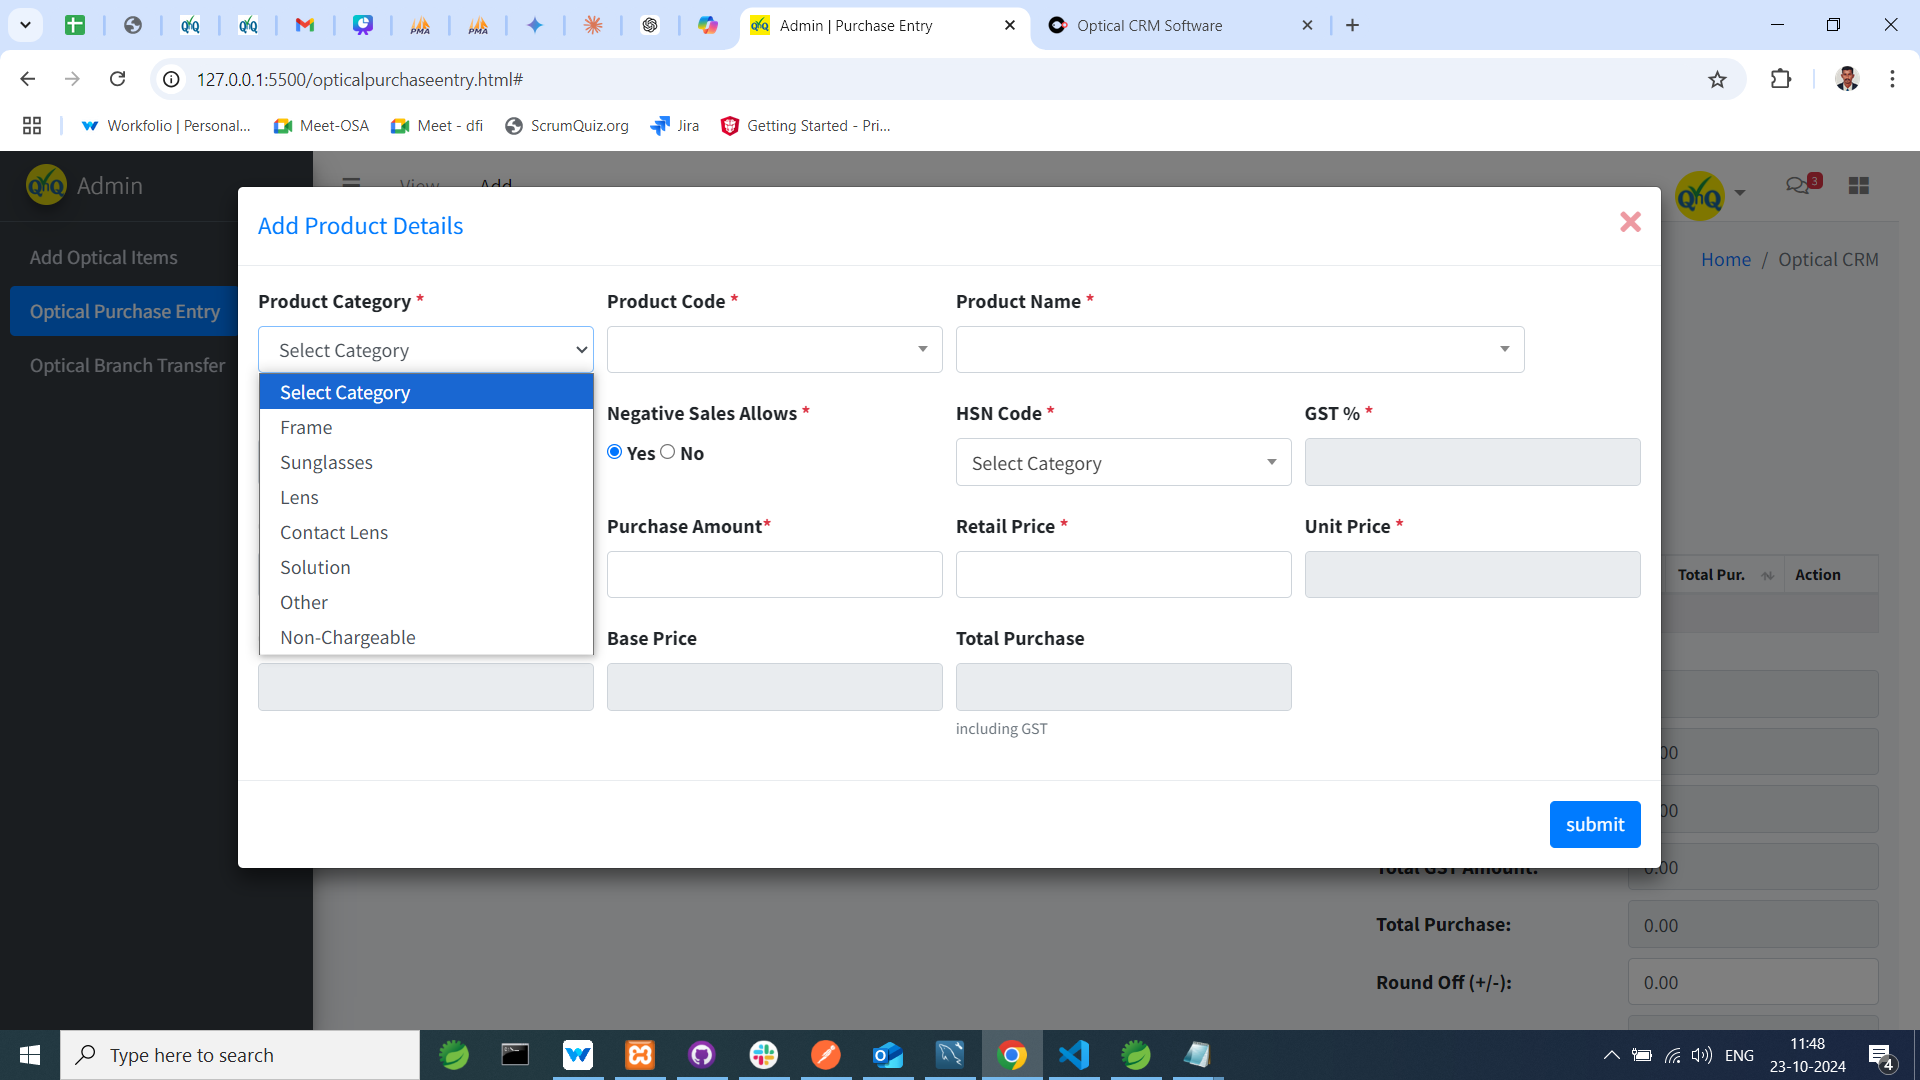 Admin | Purchase Entry
Optical CRM Software
127.0.0.1:5500/opticalpurchaseentry.html#
Workfolio | Personal...
Meet-OSA
Meet - dfi
ScrumQuiz.org
Jira
Getting Started - Pri...
QnQ
Admin
View
Add
QnQ
3
Add Product Details
Add Optical Items
Home / Optical CRM
Optical Purchase Entry
Optical Branch Transfer
Product Category *
Product Code *
Product Name *
Select Category
Select Category
Frame
Sunglasses
Lens
Contact Lens
Solution
Other
Non-Chargeable
Negative Sales Allows *
HSN Code *
GST % *
Yes
No
Select Category
Purchase Amount*
Retail Price *
Unit Price *
Total Pur.
Action
Base Price
Total Purchase
including GST
submit
Total GST Amount:
Total Purchase:
0.00
Round Off (+/-):
0.00
Type here to search
ENG
11:48
23-10-2024
4